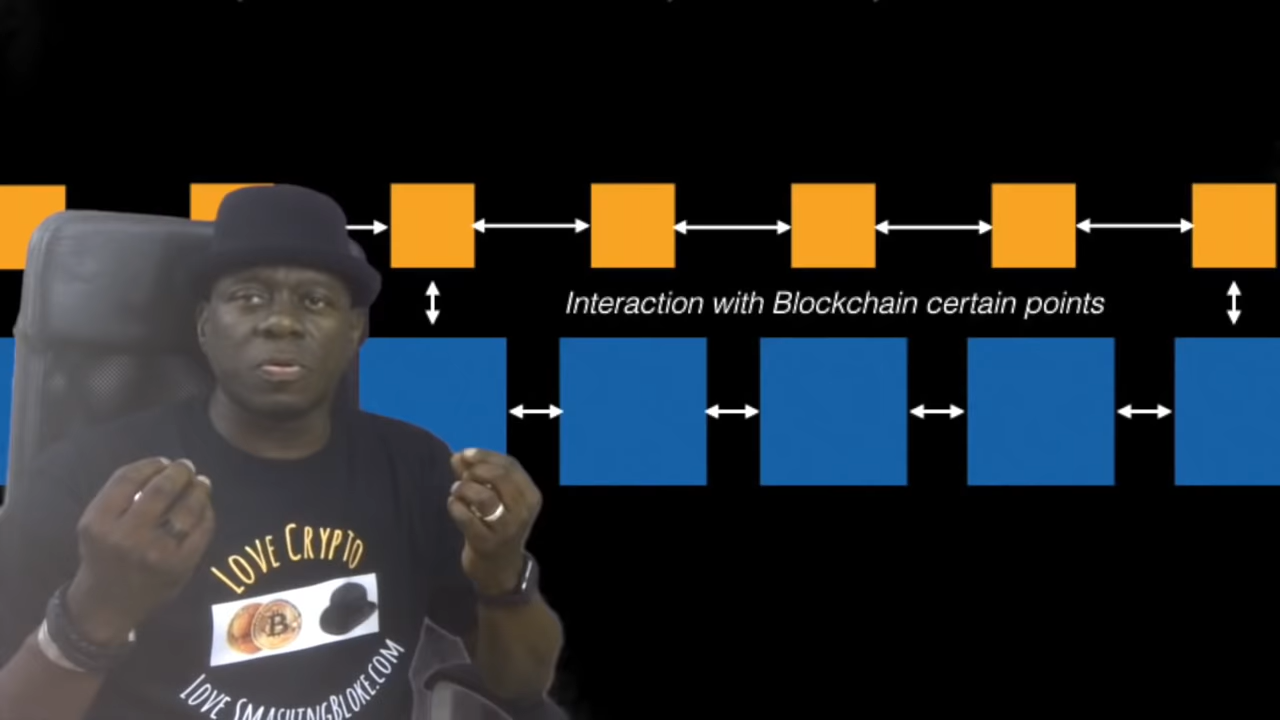 Interaction with Blockchain certain points
LOVE CRYPTO
B
LOVE SMASHINGBLOKE.COM